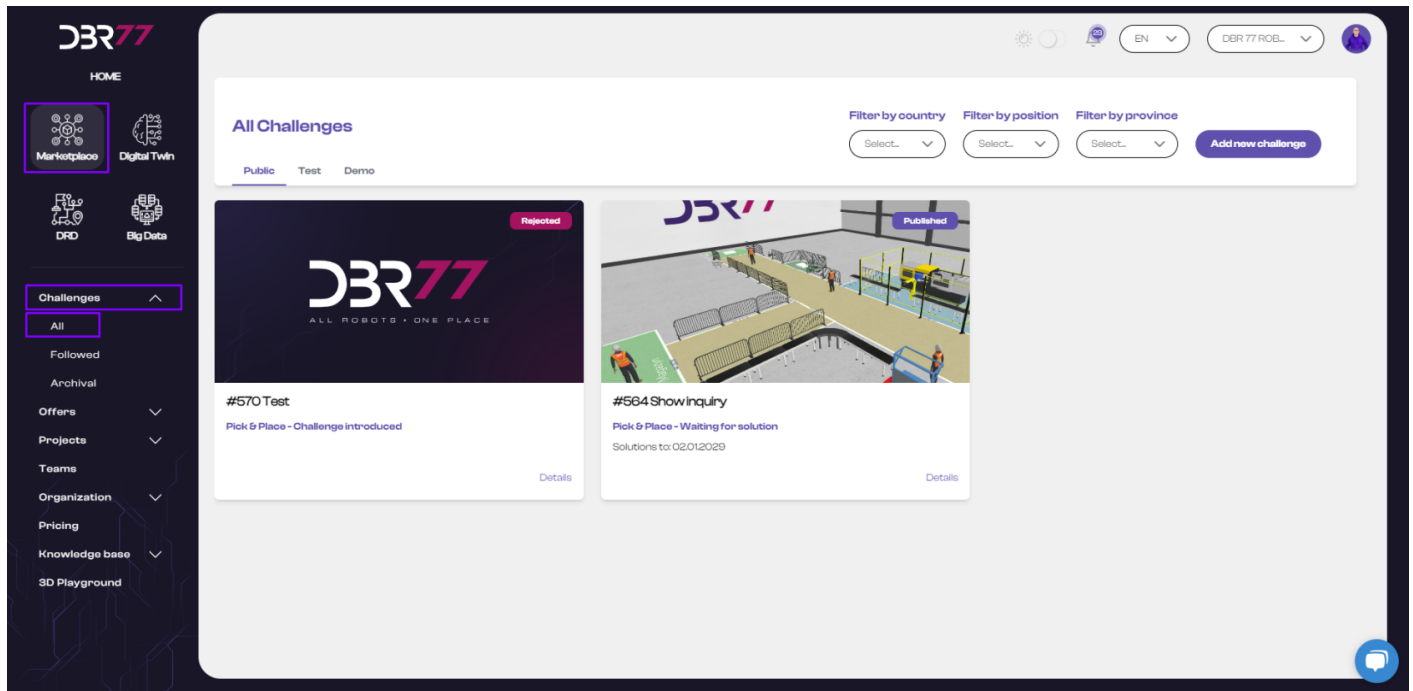 DBR77
HOME
Marketplace
Digital Twin
DRD
Big Data
Challenges
All
Followed
Archival
Offers
Projects
Teams
Organization
Pricing
Knowledge base
3D Playground
29
EN
DBR 77 ROB...
All Challenges
Filter by country
Filter by position
Filter by province
Select...
Select...
Select...
Add new challenge
Public
Test
Demo
Rejected
DBR77
ALL ROBOTS • ONE PLACE
#570 Test
Pick & Place - Challenge introduced
Details
DBR77
Published
#564 Show inquiry
Pick & Place - Waiting for solution
Solutions to: 02.01.2029
Details